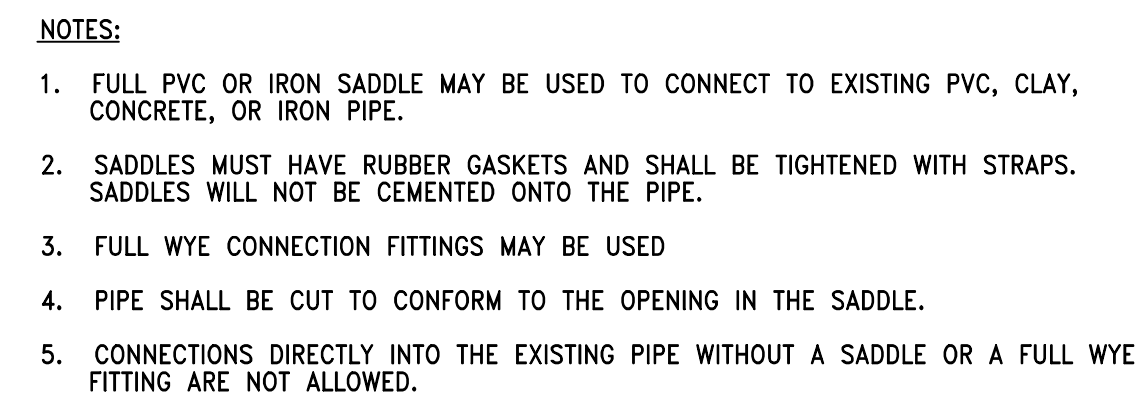 NOTES:
1. FULL PVC OR IRON SADDLE MAY BE USED TO CONNECT TO EXISTING PVC, CLAY,
CONCRETE, OR IRON PIPE.
2. SADDLES MUST HAVE RUBBER GASKETS AND SHALL BE TIGHTENED WITH STRAPS.
SADDLES WILL NOT BE CEMENTED ONTO THE PIPE.
3. FULL WYE CONNECTION FITTINGS MAY BE USED
4. PIPE SHALL BE CUT TO CONFORM TO THE OPENING IN THE SADDLE.
5. CONNECTIONS DIRECTLY INTO THE EXISTING PIPE WITHOUT A SADDLE OR A FULL WYE
FITTING ARE NOT ALLOWED.